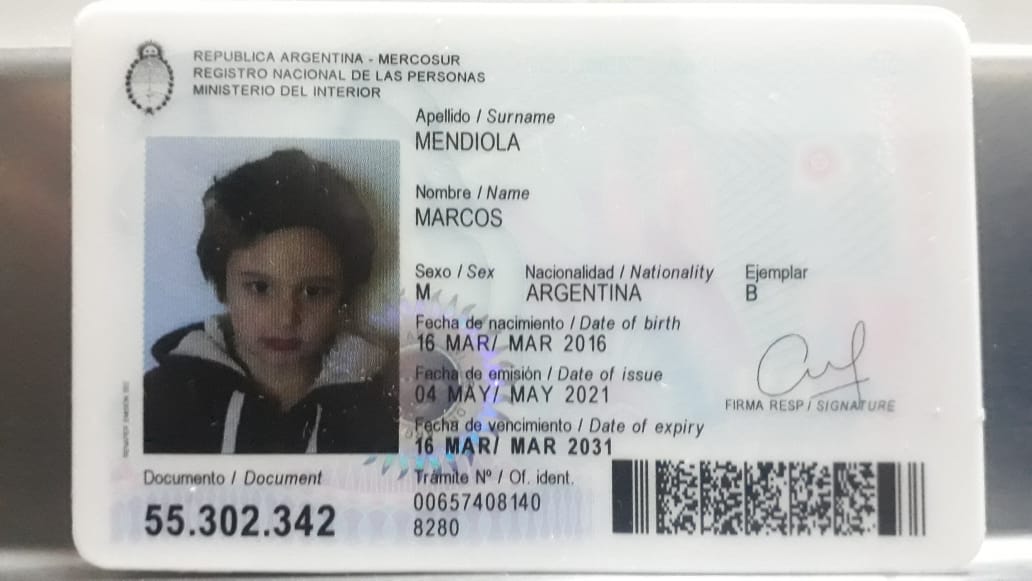 REPUBLICA ARGENTINA - MERCOSUR
REGISTRO NACIONAL DE LAS PERSONAS
MINISTERIO DEL INTERIOR
Apellido / Surname
MENDIOLA
Nombre / Name
MARCOS
Sexo / Sex Nacionalidad / Nationality Ejemplar
M ARGENTINA B
Fecha de nacimiento / Date of birth
16 MAR/ MAR 2016
Fecha de emisión / Date of issue
04 MAY/ MAY 2021
FIRMA RESP / SIGNATURE
Fecha de vencimiento / Date of expiry
16 MAR/ MAR 2031
Documento / Document
55.302.342
Trámite Nº / Of. ident.
00657408140
8280